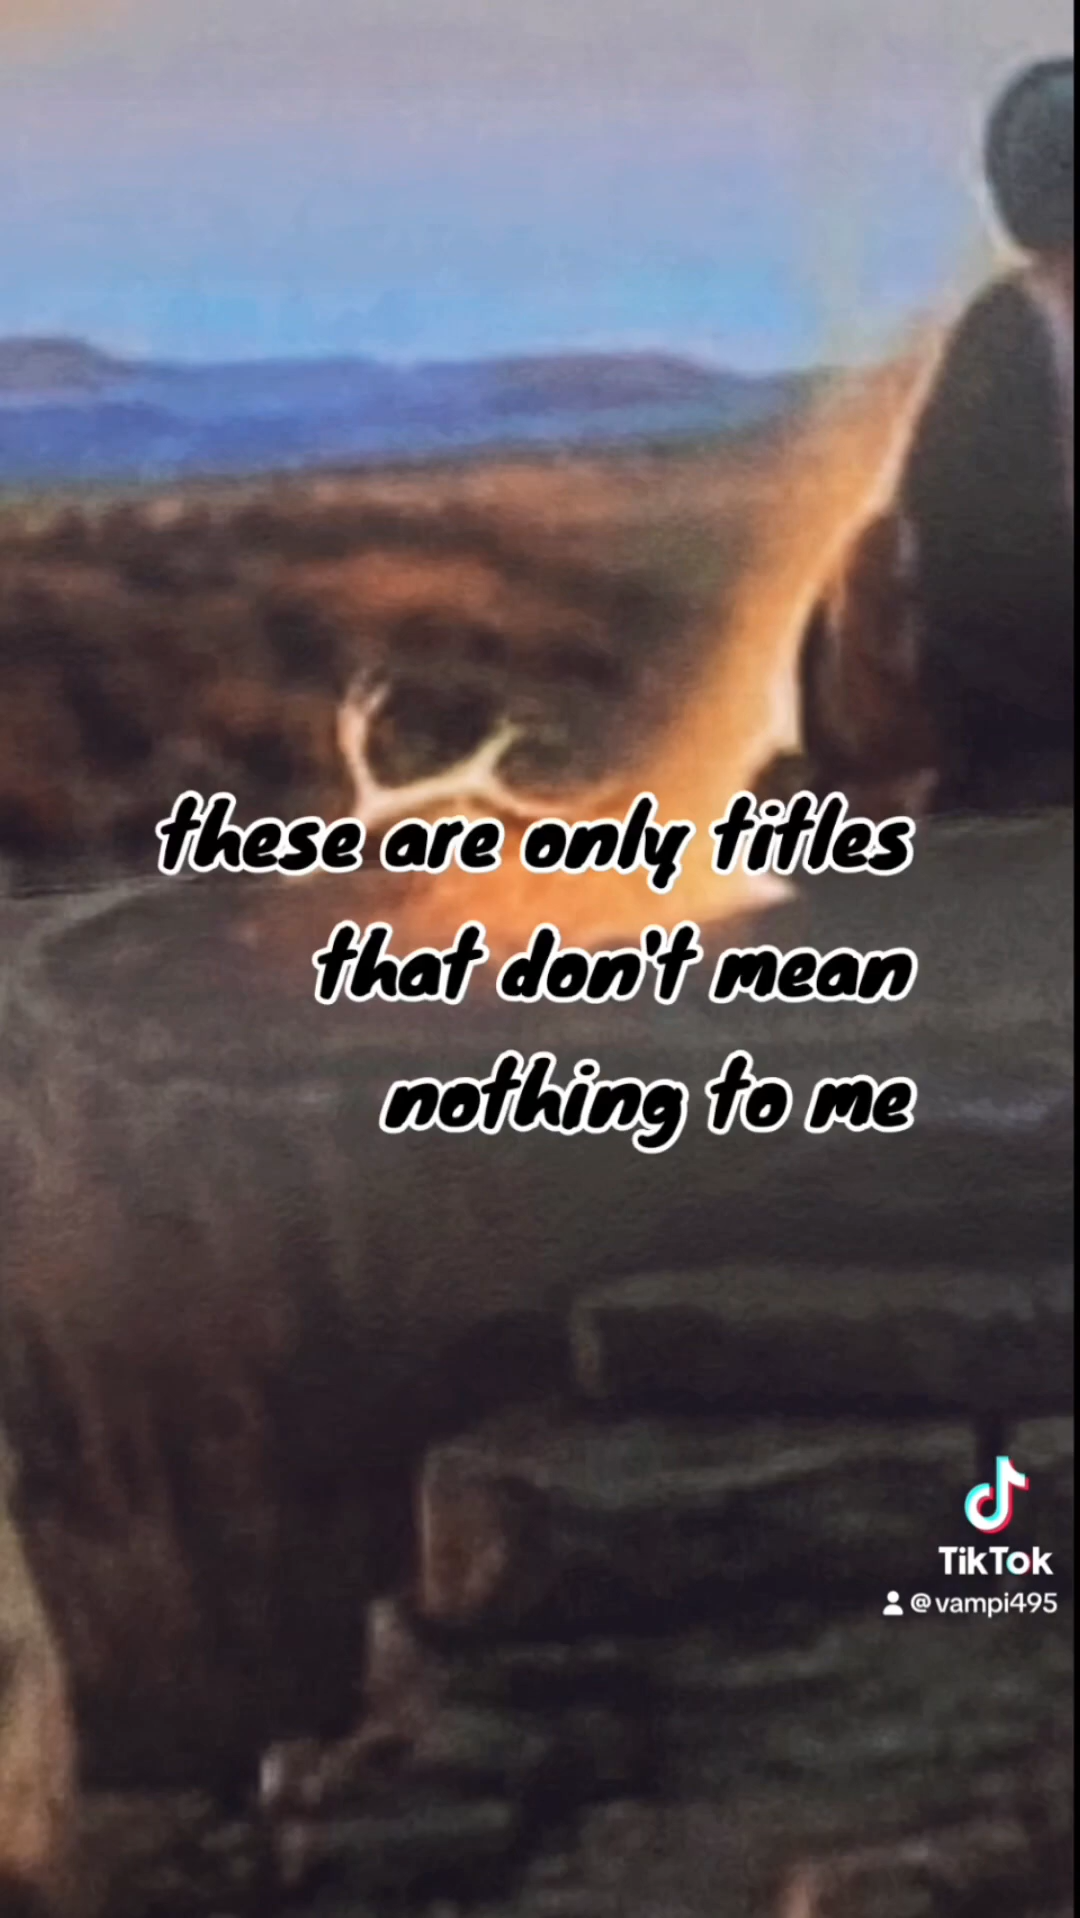 these are only titles
that don't mean
nothing to me
TikTok
@vampi495